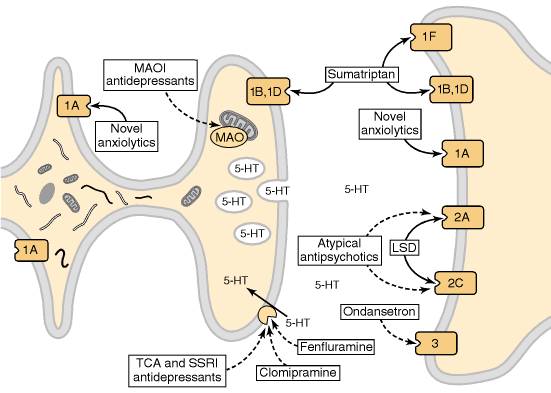 1F
MAOI
antidepressants
Sumatriptan
1B,1D
1B,1D
1A
Novel
anxiolytics
Novel
anxiolytics
MAO
1A
5-HT
5-HT
5-HT
5-HT
5-HT
2A
Atypical
antipsychotics
LSD
1A
5-HT
5-HT
2C
Ondansetron
5-HT
3
Fenfluramine
TCA and SSRI
antidepressants
Clomipramine